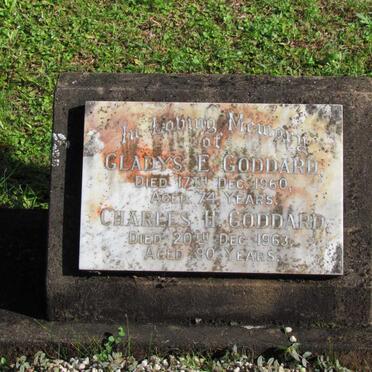 In Loving Memory
of
GLADYS E. GODDARD
DIED 17TH DEC. 1960
AGED 74 YEARS.
CHARLES H. GODDARD
DIED 20TH DEC. 1963
AGED 90 YEARS.